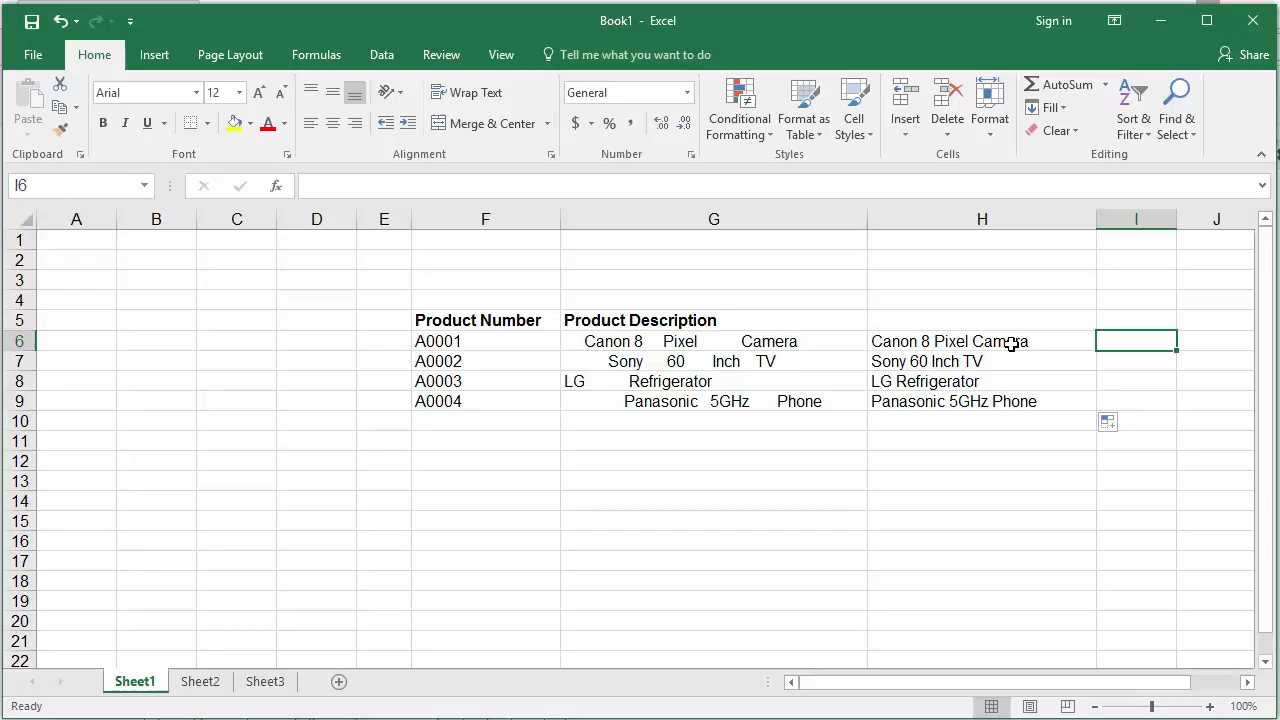 Book1 - Excel
Sign in
File Home Insert Page Layout Formulas Data Review View Tell me what you want to do Share
Paste
Clipboard
Arial 12
B I U
Font
Wrap Text
Merge & Center
Alignment
General
$ % ,
Number
Conditional Formatting
Format as Table
Cell Styles
Styles
Insert
Delete
Format
Cells
AutoSum
Fill
Clear
Sort & Filter
Find & Select
Editing
I6 fx
A B C D E F G H I J
1
2
3
4
5 Product Number Product Description
6 A0001 Canon 8 Pixel Camera Canon 8 Pixel Camera
7 A0002 Sony 60 Inch TV Sony 60 Inch TV
8 A0003 LG Refrigerator LG Refrigerator
9 A0004 Panasonic 5GHz Phone Panasonic 5GHz Phone
10
11
12
13
14
15
16
17
18
19
20
21
22
Sheet1 Sheet2 Sheet3
Ready 100%